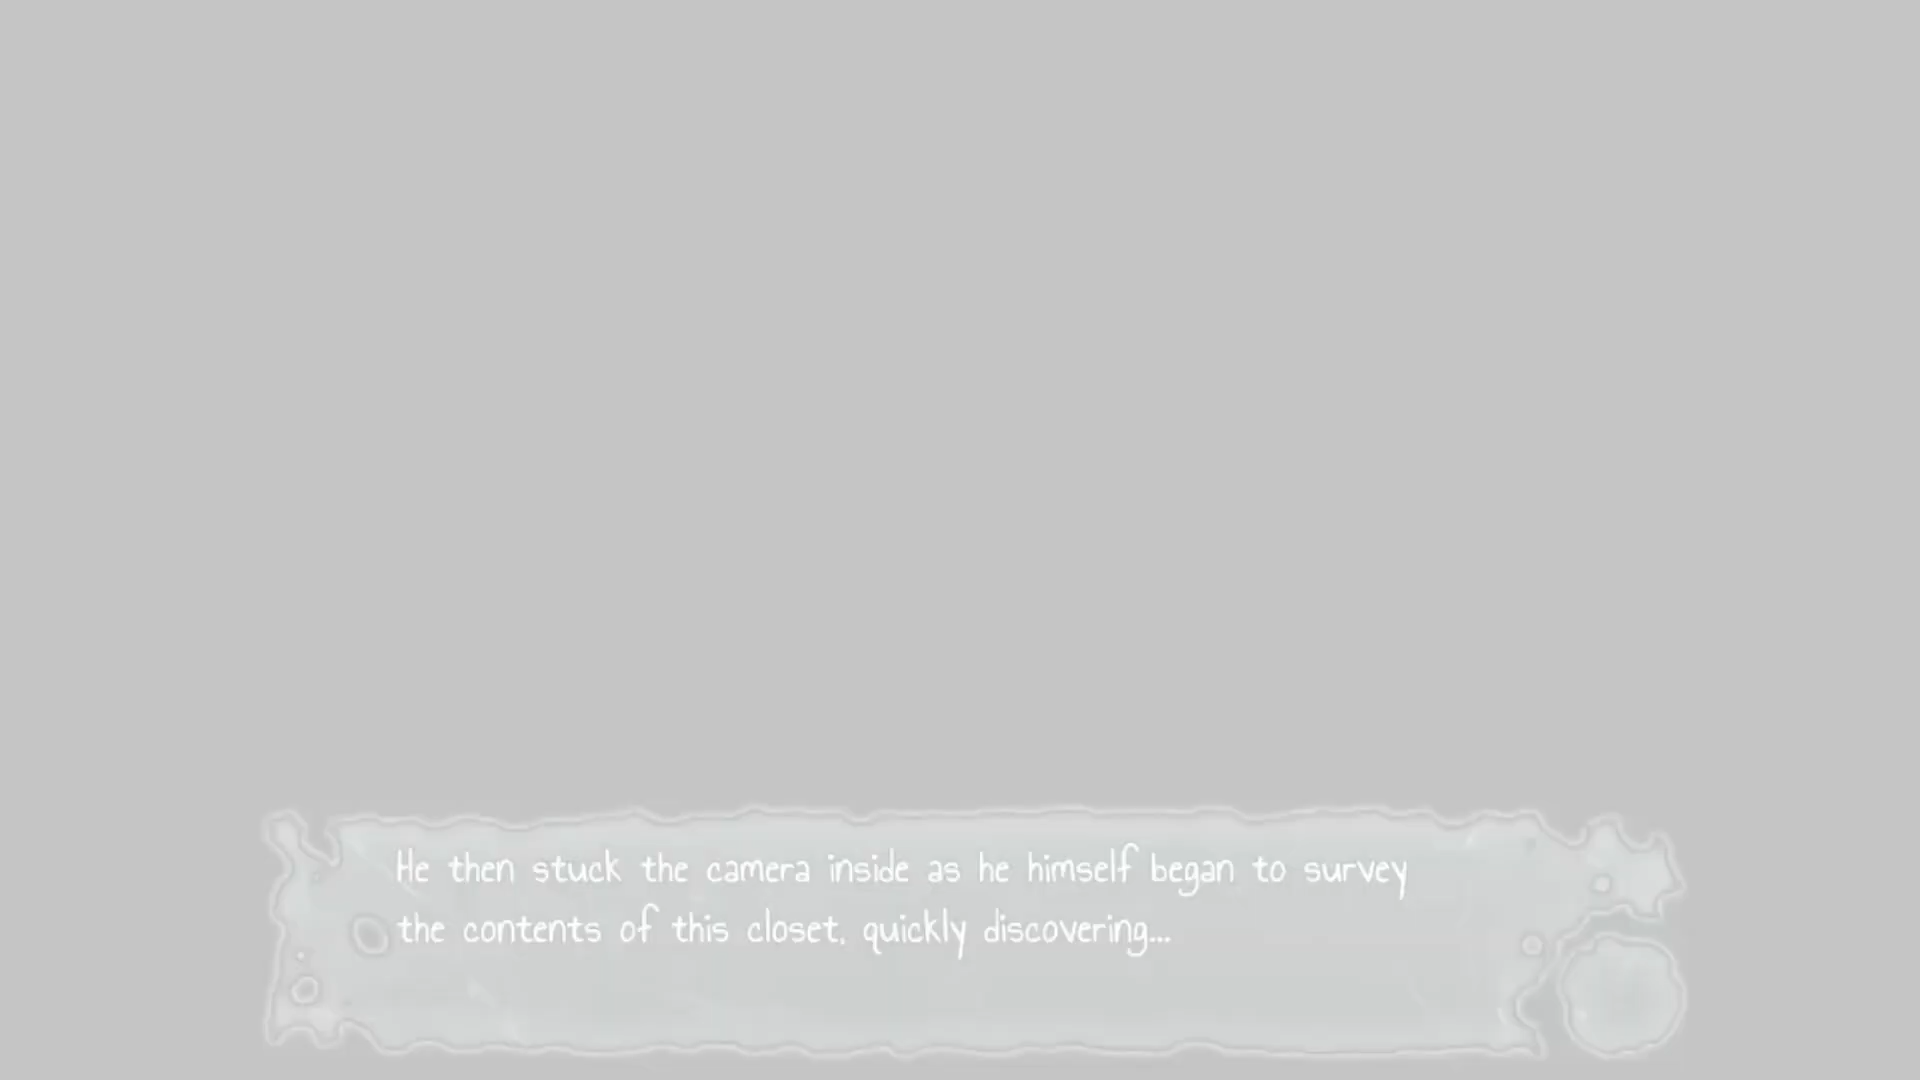 He then stuck the camera inside as he himself began to survey
the contents of this closet, quickly discovering...